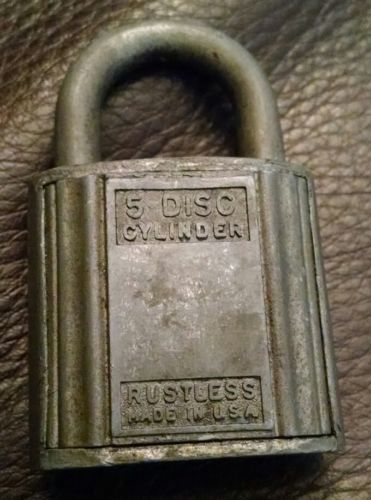 5 DISC
CYLINDER
RUSTLESS
MADE IN U.S.A